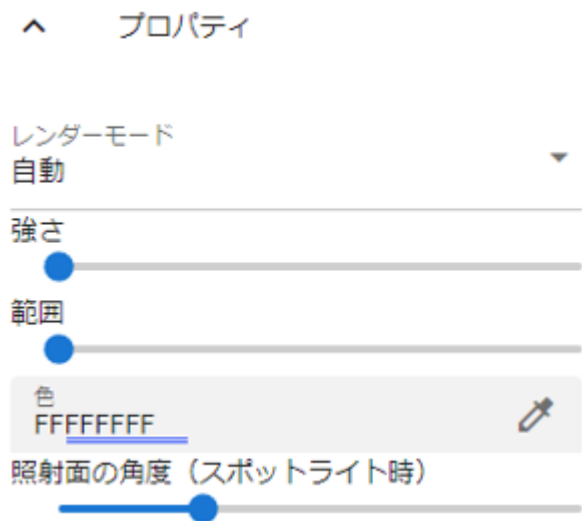 プロパティ
レンダーモード
自動
強さ
範囲
色
FFFFFFFF
照射面の角度（スポットライト時）